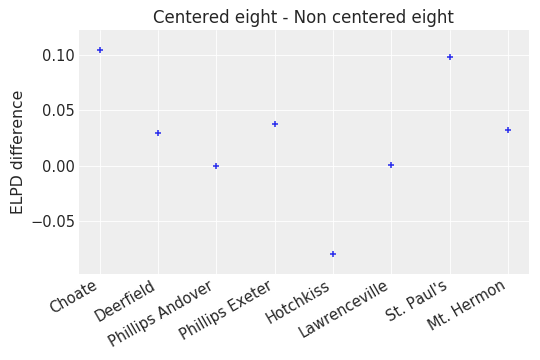 Centered eight - Non centered eight
ELPD difference
0.10
0.05
0.00
−0.05
Choate
Deerfield
Phillips Andover
Phillips Exeter
Hotchkiss
Lawrenceville
St. Paul's
Mt. Hermon